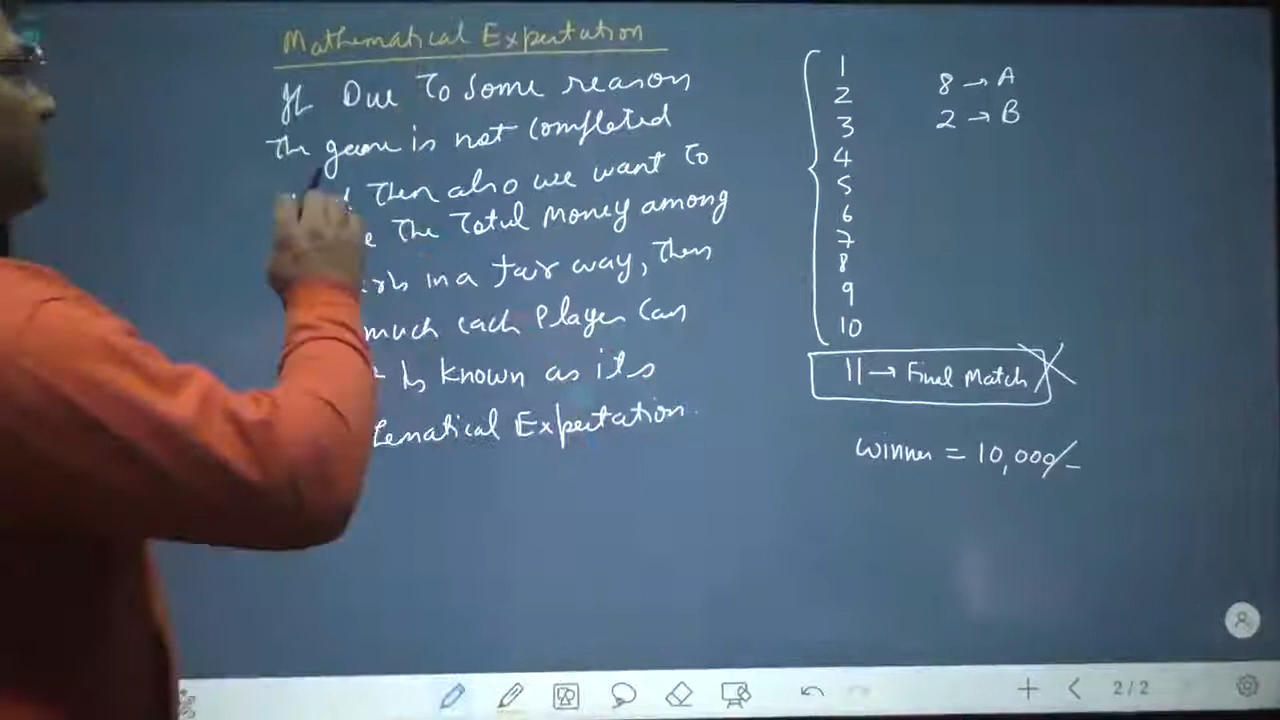 Mathematical Expectation
If Due To Some reason
The game is not Completed
Then also we want To
The Total Money among
in a fair way, Then
much each Player Can
is known as its
Expectation.
1
2
3
4
5
6
7
8
9
10
11 → Final Match
8 → A
2 → B
Winner = 10,000/-
2/2